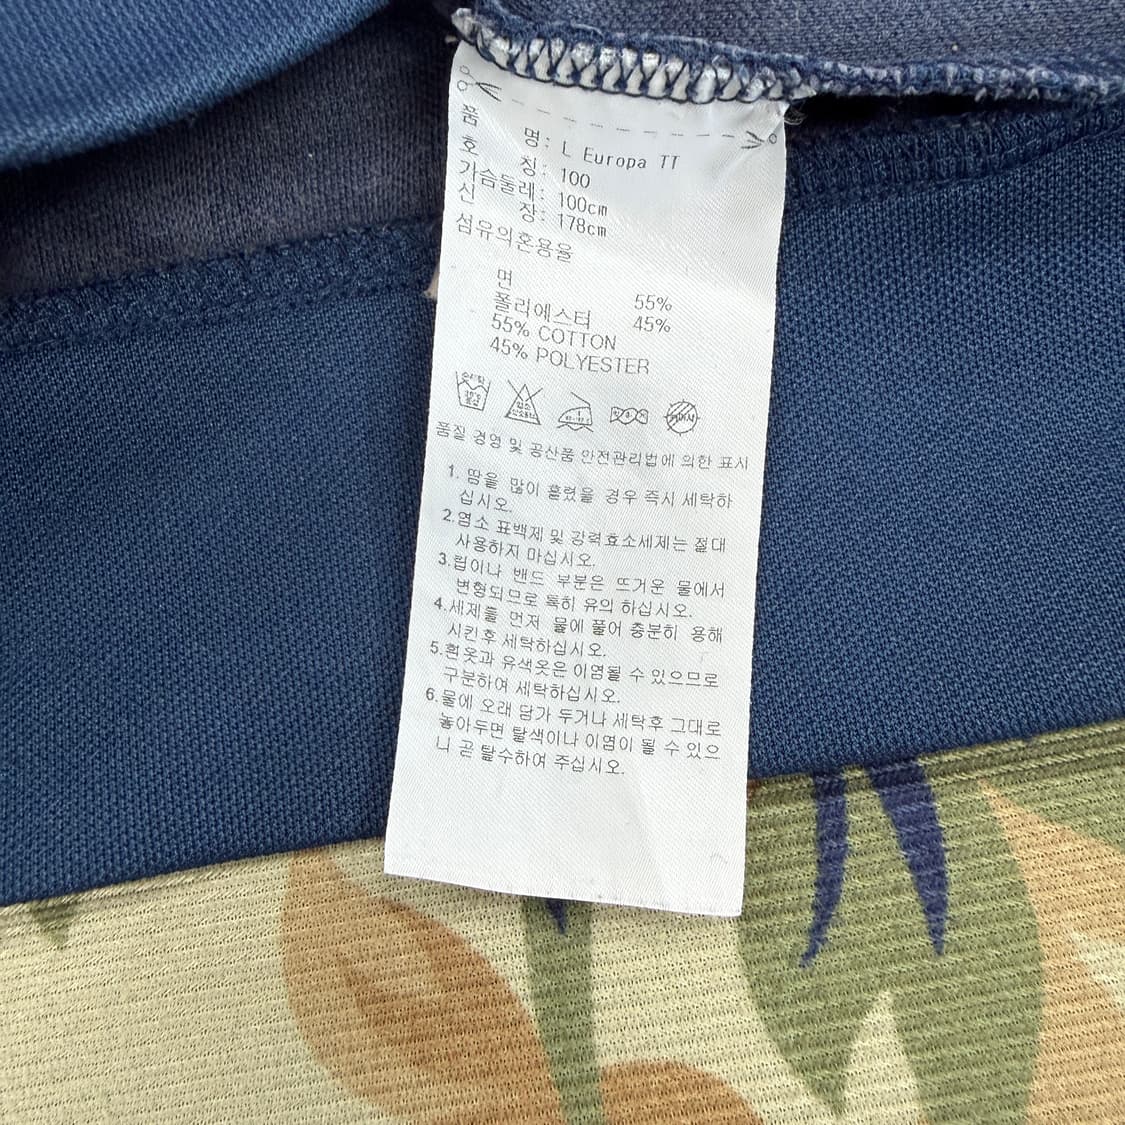 품 명: L Europa TT
호 칭: 100
가슴둘레: 100cm
신 장: 178cm
섬유의혼용율
면 55%
폴리에스터 45%
55% COTTON
45% POLYESTER
품질 경영 및 공산품 안전관리법에 의한 표시
1. 땀을 많이 흘렸을 경우 즉시 세탁하
십시오.
2.염소 표백제 및 강력효소세제는 절대
사용하지 마십시오.
3.립이나 밴드 부분은 뜨거운 물에서
변형되므로 특히 유의 하십시오.
4.세제를 먼저 물에 풀어 충분히 용해
시킨후 세탁하십시오.
5.흰옷과 유색옷은 이염될 수 있으므로
구분하여 세탁하십시오.
6.물에 오래 담가 두거나 세탁후 그대로
놓아두면 탈색이나 이염이 될 수 있으
니 곧 탈수하여 주십시오.